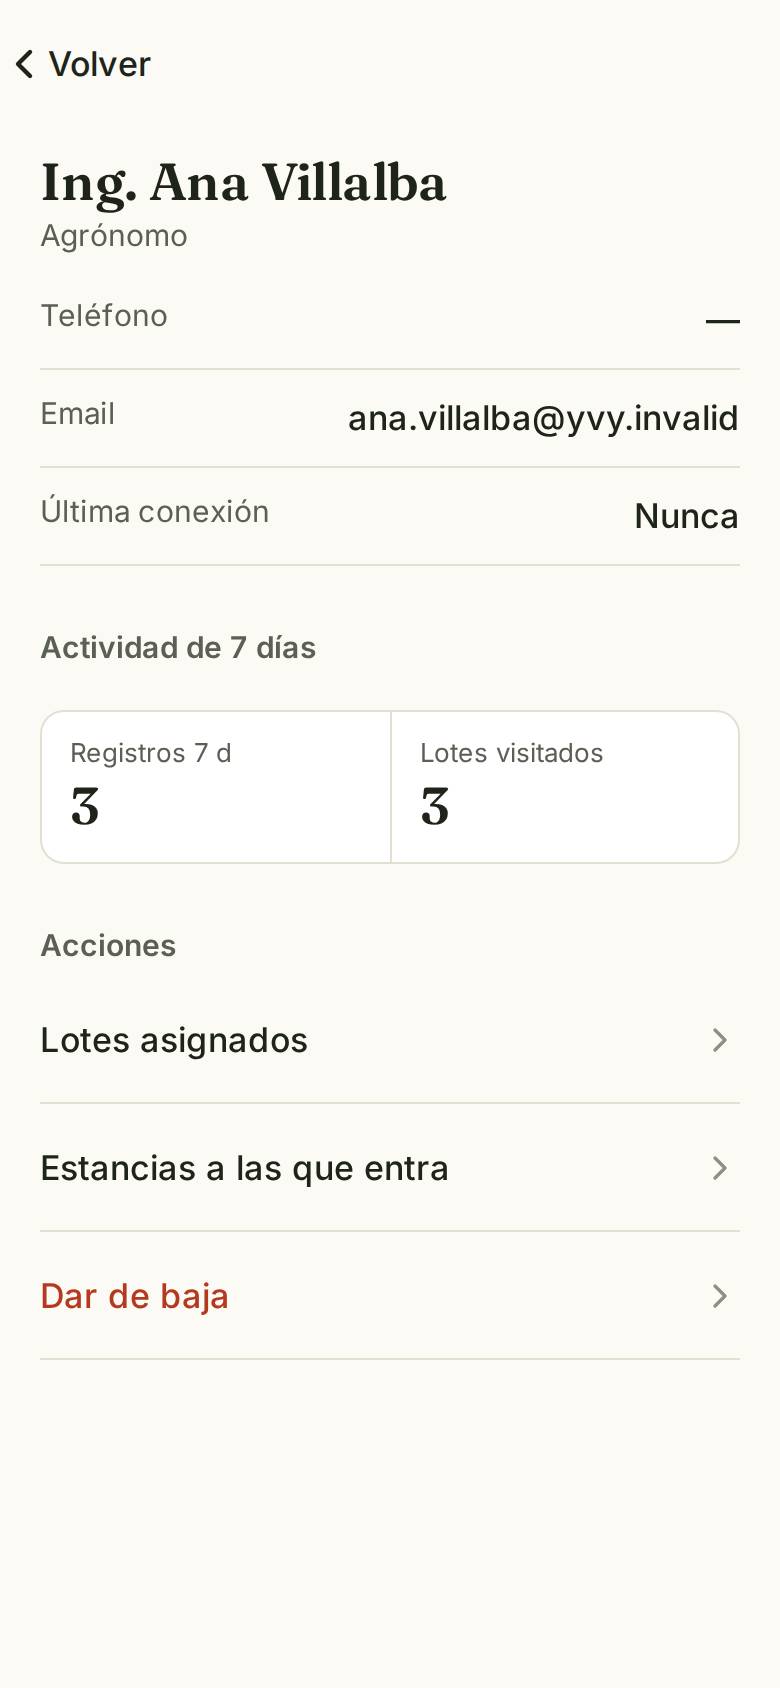 Volver
Ing. Ana Villalba
Agrónomo
Teléfono —
Email ana.villalba@yvy.invalid
Última conexión Nunca
Actividad de 7 días
Registros 7 d Lotes visitados
3 3
Acciones
Lotes asignados
Estancias a las que entra
Dar de baja